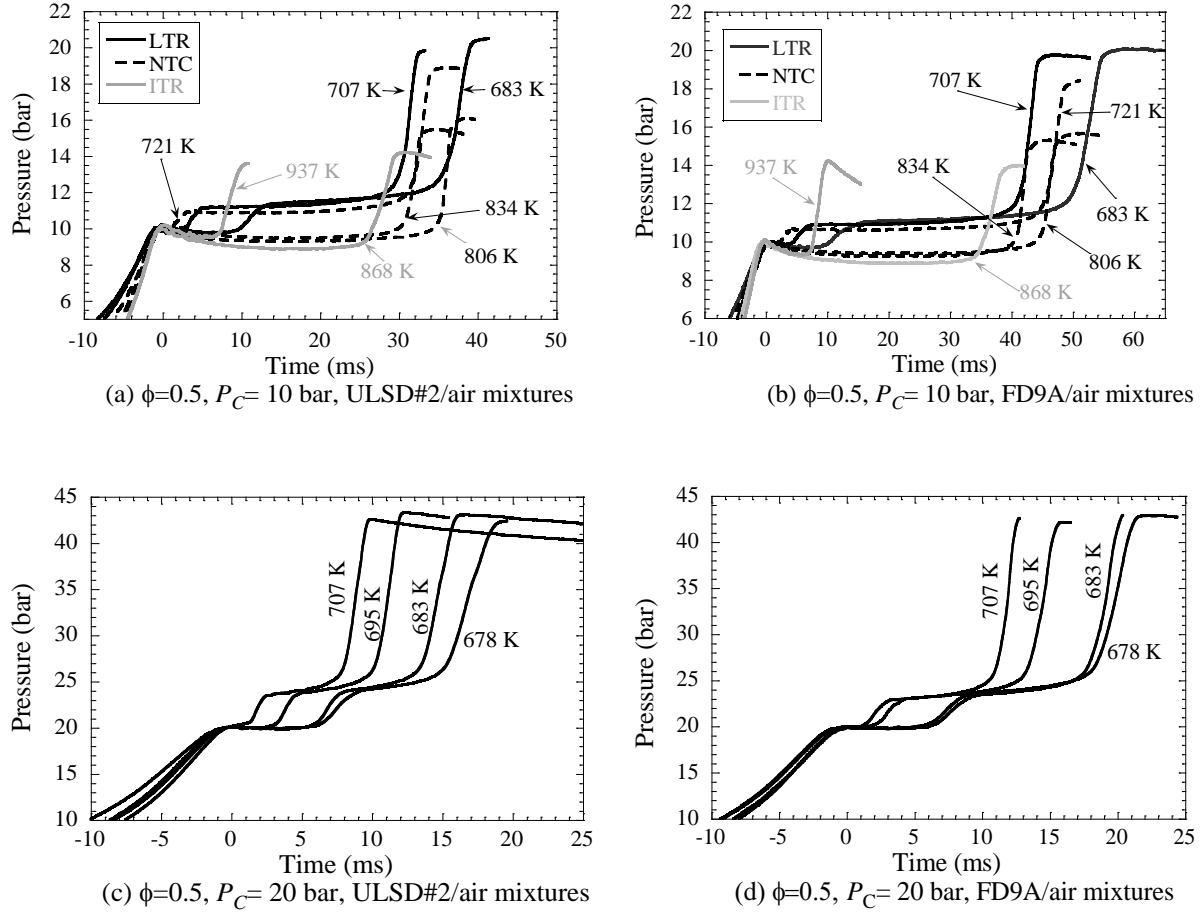 20
18
16
14
12
10
8
6
Pressure (bar)
LTR
NTC
ITR
707 K
683 K
721 K
937 K
834 K
868 K
806 K
-10 0 10 20 30 40 50
Time (ms)
(a) ϕ=0.5, P_C= 10 bar, ULSD#2/air mixtures
22
20
18
16
14
12
10
8
6
Pressure (bar)
LTR
NTC
ITR
707 K
721 K
937 K
834 K
683 K
806 K
868 K
-10 0 10 20 30 40 50 60
Time (ms)
(b) ϕ=0.5, P_C= 10 bar, FD9A/air mixtures
45
40
35
30
25
20
15
10
Pressure (bar)
707 K
695 K
683 K
678 K
-10 -5 0 5 10 15 20 25
Time (ms)
(c) ϕ=0.5, P_C= 20 bar, ULSD#2/air mixtures
45
40
35
30
25
20
15
10
Pressure (bar)
707 K
695 K
683 K
678 K
-10 -5 0 5 10 15 20 25
Time (ms)
(d) ϕ=0.5, P_C= 20 bar, FD9A/air mixtures